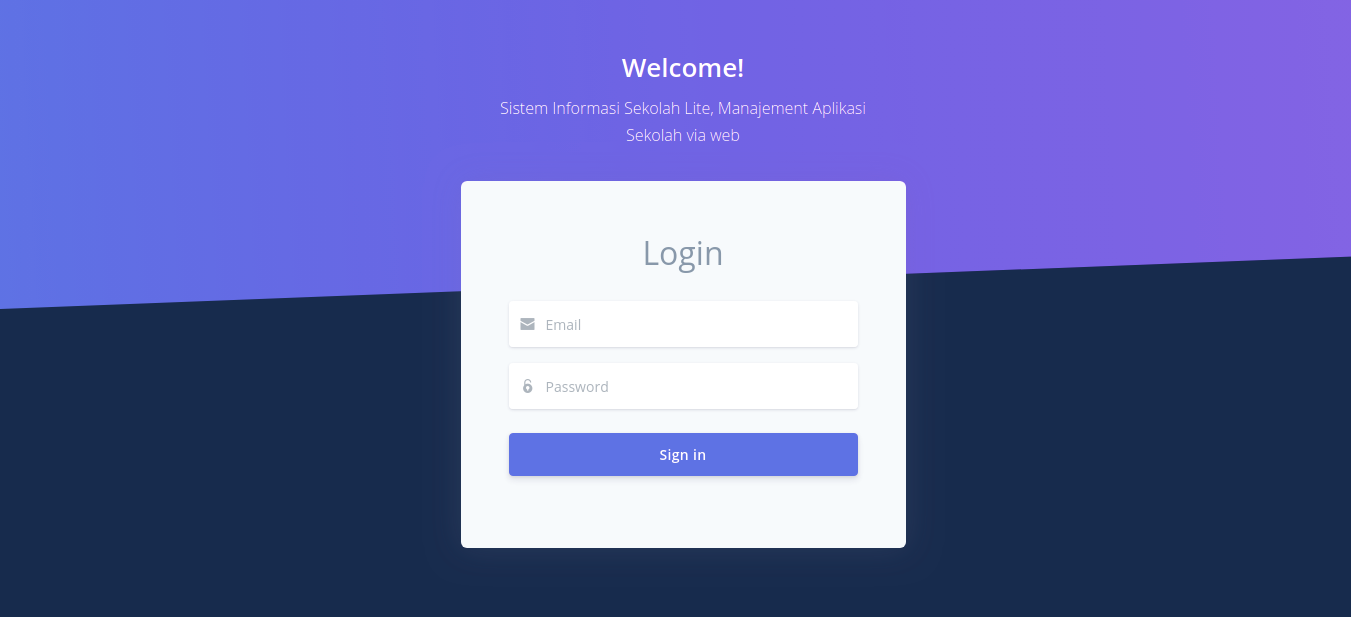 Welcome!
Sistem Informasi Sekolah Lite, Manajement Aplikasi
Sekolah via web
Login
Email
Password
Sign in